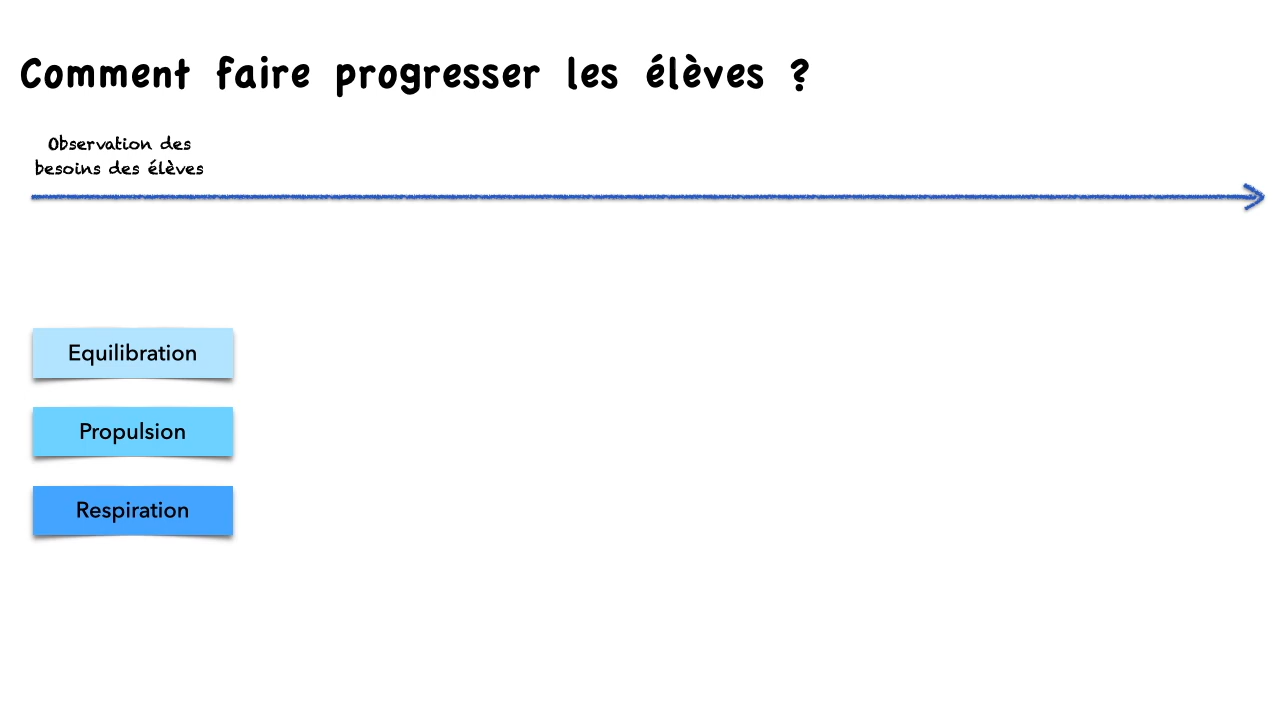 Comment faire progresser les élèves ?
Observation des
besoins des élèves
Equilibration
Propulsion
Respiration